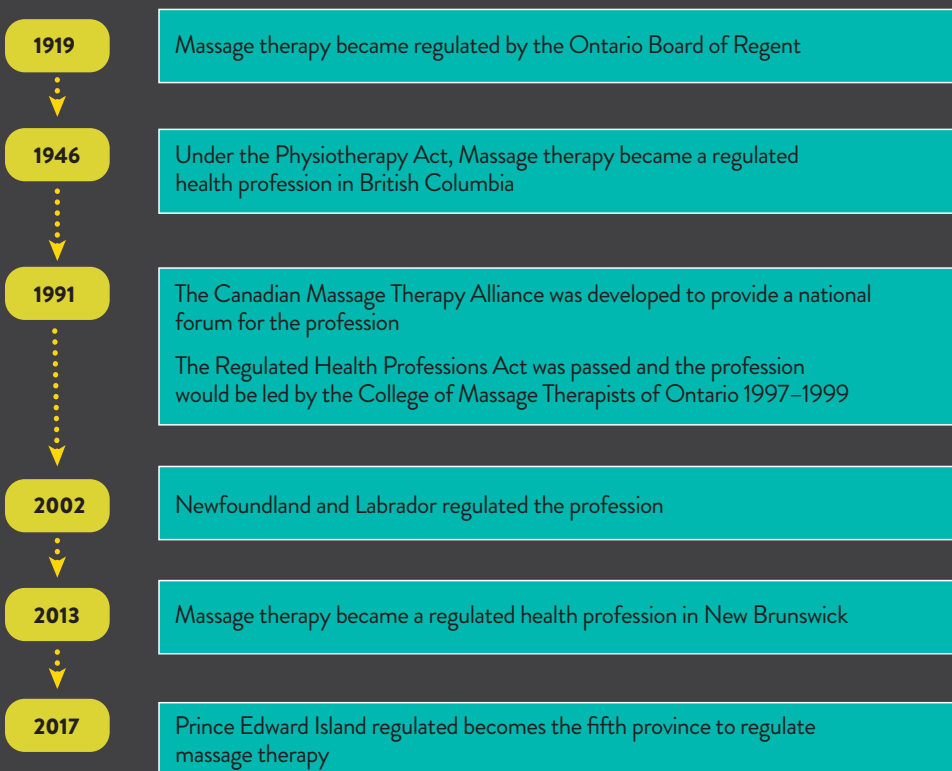 1919
Massage therapy became regulated by the Ontario Board of Regent
1946
Under the Physiotherapy Act, Massage therapy became a regulated
health profession in British Columbia
1991
The Canadian Massage Therapy Alliance was developed to provide a national
forum for the profession
The Regulated Health Professions Act was passed and the profession
would be led by the College of Massage Therapists of Ontario 1997–1999
2002
Newfoundland and Labrador regulated the profession
2013
Massage therapy became a regulated health profession in New Brunswick
2017
Prince Edward Island regulated becomes the fifth province to regulate
massage therapy